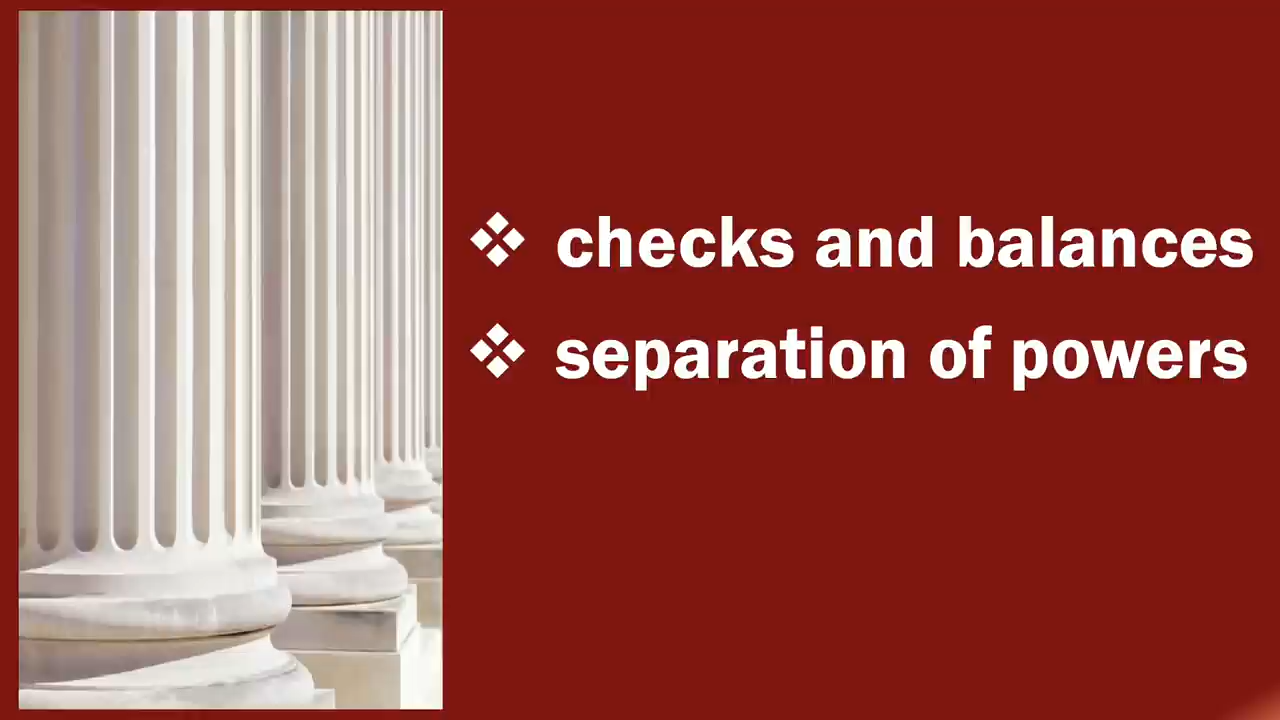 ❖ checks and balances
❖ separation of powers